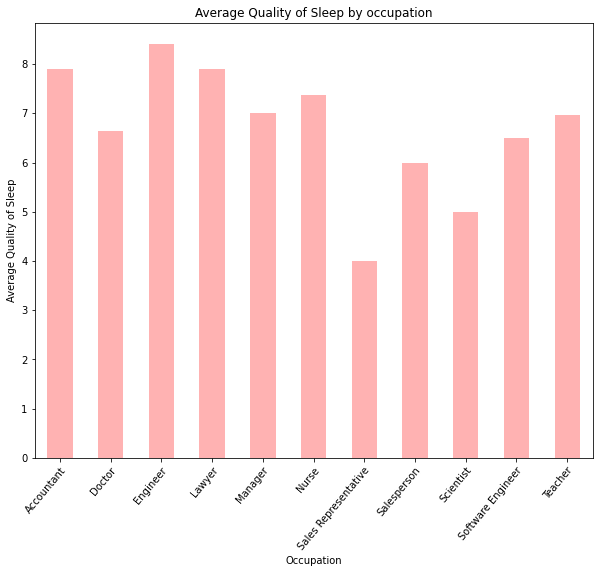 Average Quality of Sleep by occupation
Average Quality of Sleep
8
7
6
5
4
3
2
1
0
Accountant
Doctor
Engineer
Lawyer
Manager
Nurse
Sales Representative
Salesperson
Scientist
Software Engineer
Teacher
Occupation